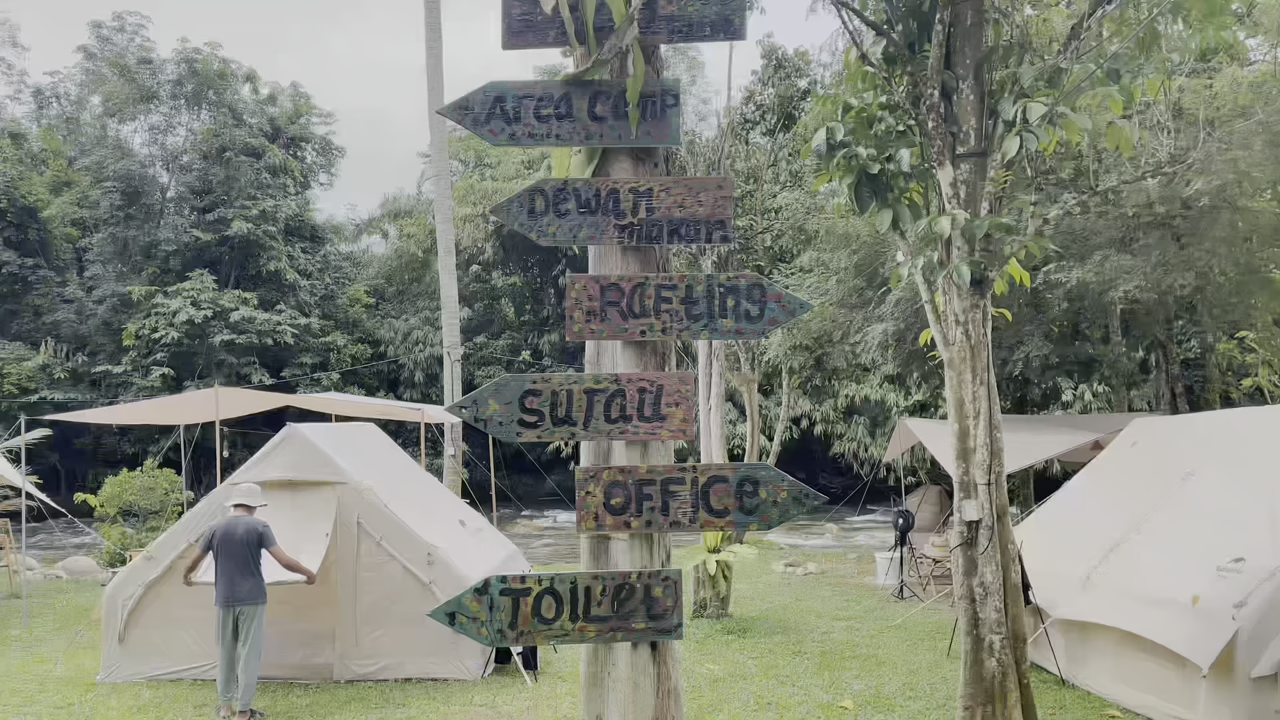 Area Camp
Dewan
makan
RaFting
surau
OFFICe
TOILet